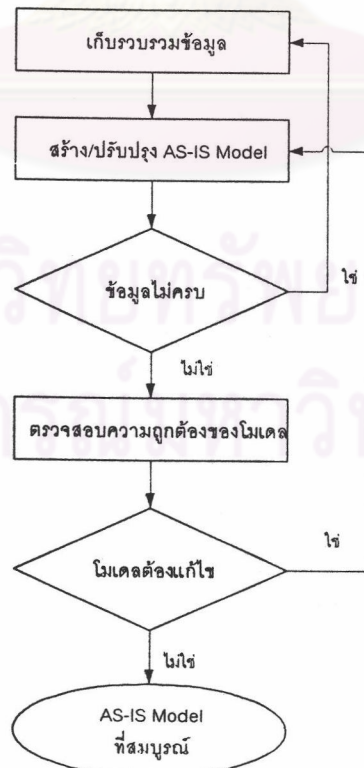 เก็บรวบรวมข้อมูล
สร้าง/ปรับปรุง AS-IS Model
ข้อมูลไม่ครบ
ใช่
ไม่ใช่
ตรวจสอบความถูกต้องของโมเดล
โมเดลต้องแก้ไข
ใช่
ไม่ใช่
AS-IS Model
ที่สมบูรณ์